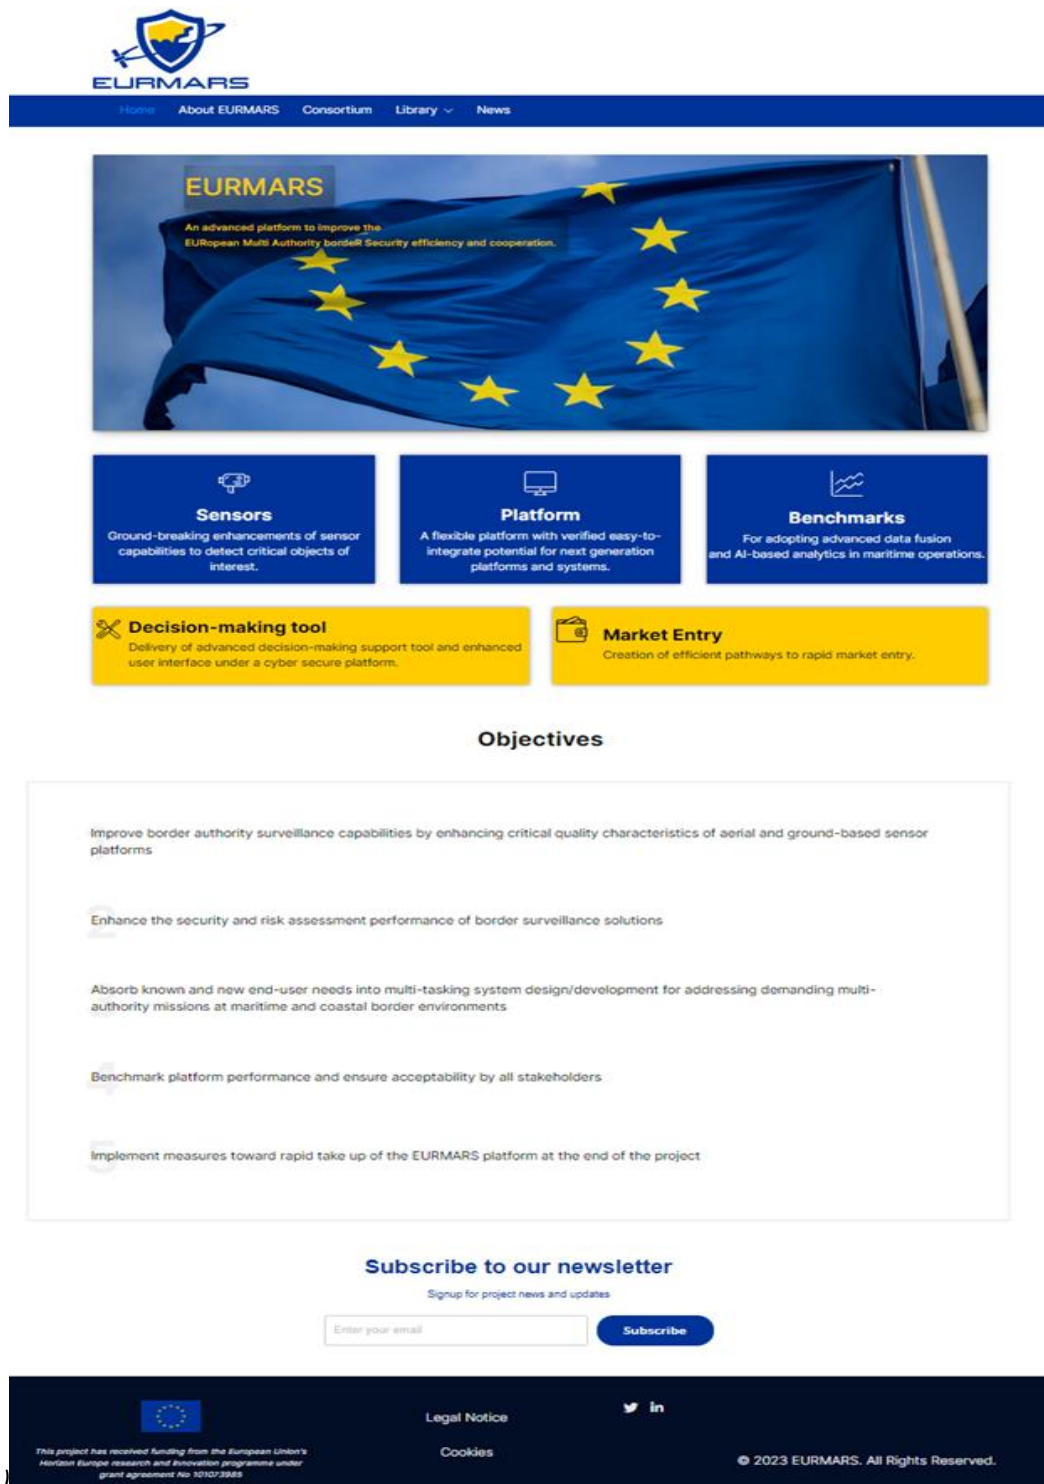 EURMARS
Home About EURMARS Consortium Library News
EURMARS
An advanced platform to improve the
EURopean Multi Authority bordeR Security efficiency and cooperation.
Sensors
Ground-breaking enhancements of sensor
capabilities to detect critical objects of
interest.
Platform
A flexible platform with verified easy-to-
integrate potential for next generation
platforms and systems.
Benchmarks
For adopting advanced data fusion
and AI-based analytics in maritime operations.
Decision-making tool
Delivery of advanced decision-making support tool and enhanced
user interface under a cyber secure platform.
Market Entry
Creation of efficient pathways to rapid market entry.
Objectives
Improve border authority surveillance capabilities by enhancing critical quality characteristics of aerial and ground-based sensor
platforms
2
Enhance the security and risk assessment performance of border surveillance solutions
Absorb known and new end-user needs into multi-tasking system design/development for addressing demanding multi-
authority missions at maritime and coastal border environments
4
Benchmark platform performance and ensure acceptability by all stakeholders
5
Implement measures toward rapid take up of the EURMARS platform at the end of the project
Subscribe to our newsletter
Signup for project news and updates
Enter your email
Subscribe
This project has received funding from the European Union's
Horizon Europe research and innovation programme under
grant agreement No 101073985
Legal Notice
Cookies
in
© 2023 EURMARS. All Rights Reserved.
)